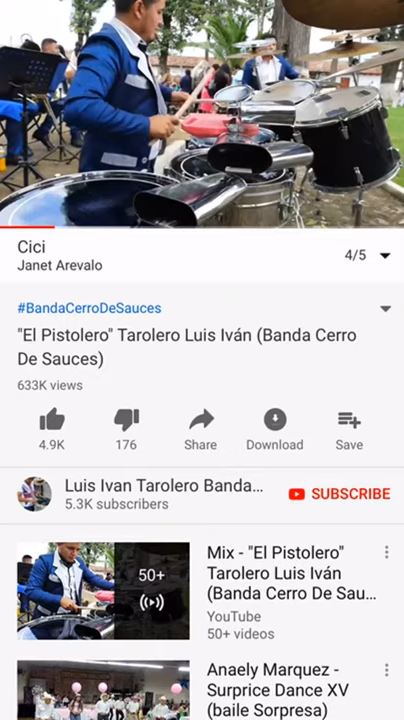 Cici
Janet Arevalo
4/5
#BandaCerroDeSauces
"El Pistolero" Tarolero Luis Iván (Banda Cerro
De Sauces)
633K views
4.9K
176
Share
Download
Save
Luis Ivan Tarolero Banda...
5.3K subscribers
SUBSCRIBE
50+
Mix - "El Pistolero"
Tarolero Luis Iván
(Banda Cerro De Sau...
YouTube
50+ videos
Anaely Marquez -
Surprice Dance XV
(baile Sorpresa)